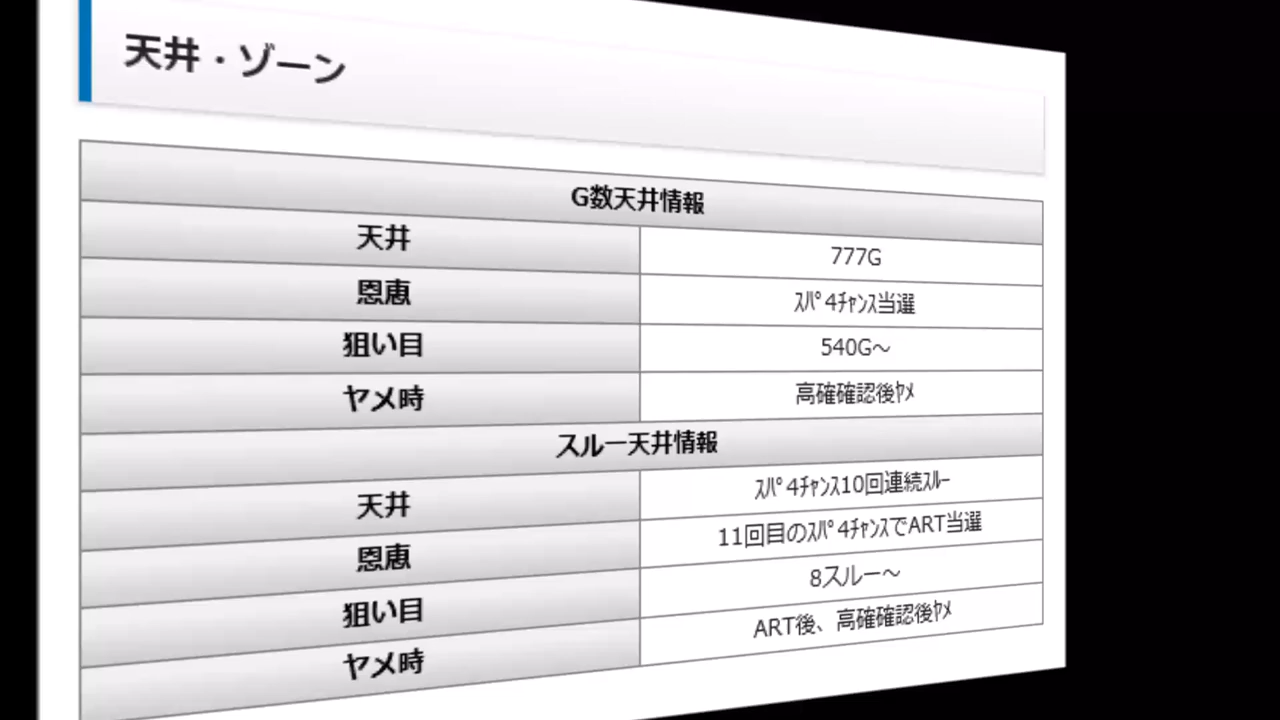 天井・ゾーン
G数天井情報
天井 777G
恩恵 ｽﾊﾟ4ﾁｬﾝｽ当選
狙い目 540G～
ヤメ時 高確確認後ﾔﾒ
スルー天井情報
天井 ｽﾊﾟ4ﾁｬﾝｽ10回連続ｽﾙｰ
恩恵 11回目のｽﾊﾟ4ﾁｬﾝｽでART当選
狙い目 8スルー～
ヤメ時 ART後、高確確認後ﾔﾒ